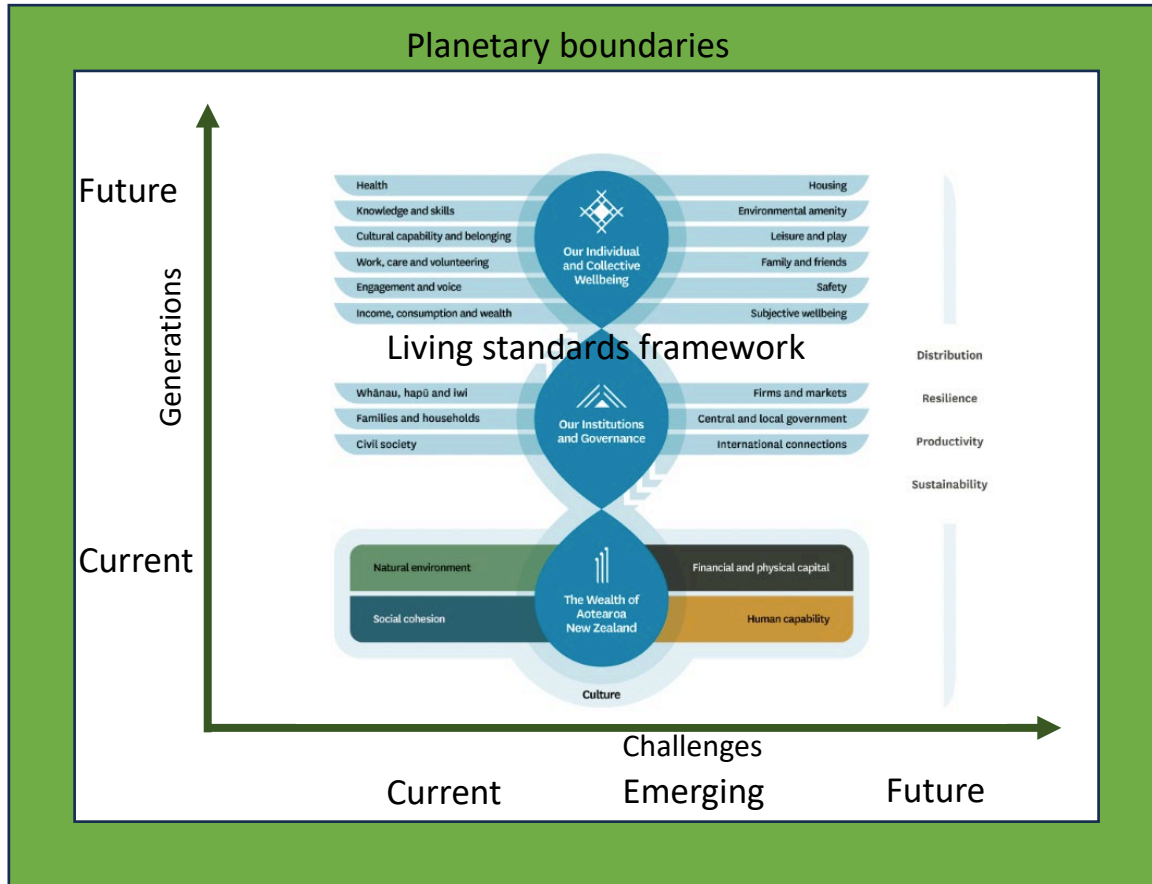 Planetary boundaries
Future
Generations
Current
Health
Knowledge and skills
Cultural capability and belonging
Work, care and volunteering
Engagement and voice
Income, consumption and wealth
Our Individual
and Collective
Wellbeing
Housing
Environmental amenity
Leisure and play
Family and friends
Safety
Subjective wellbeing
Living standards framework
Whānau, hapū and iwi
Families and households
Civil society
Our Institutions
and Governance
Firms and markets
Central and local government
International connections
Distribution
Resilience
Productivity
Sustainability
Natural environment
Social cohesion
The Wealth of
Aotearoa
New Zealand
Financial and physical capital
Human capability
Culture
Challenges
Current
Emerging
Future